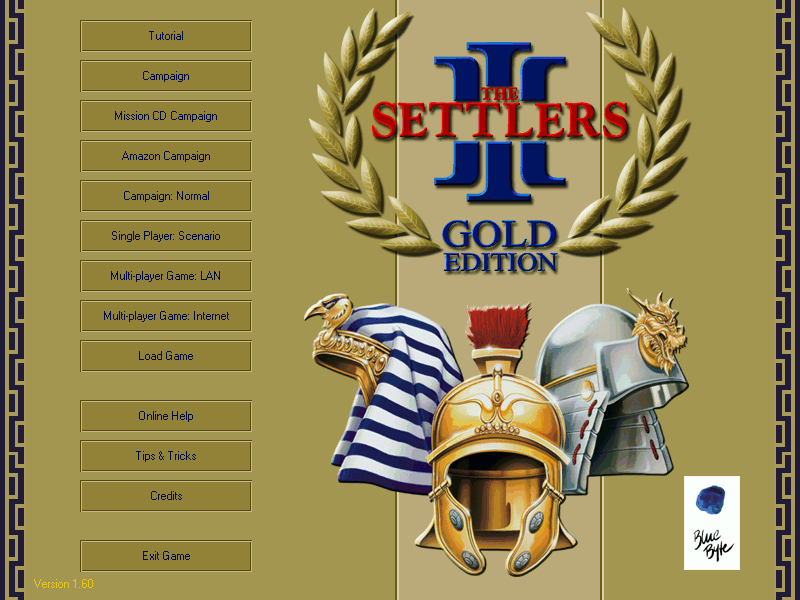 Tutorial
Campaign
Mission CD Campaign
Amazon Campaign
Campaign: Normal
Single Player: Scenario
Multi-player Game: LAN
Multi-player Game: Internet
Load Game
Online Help
Tips & Tricks
Credits
Exit Game
Version 1.60
III
THE
SETTLERS
GOLD
EDITION
Blue
Byte